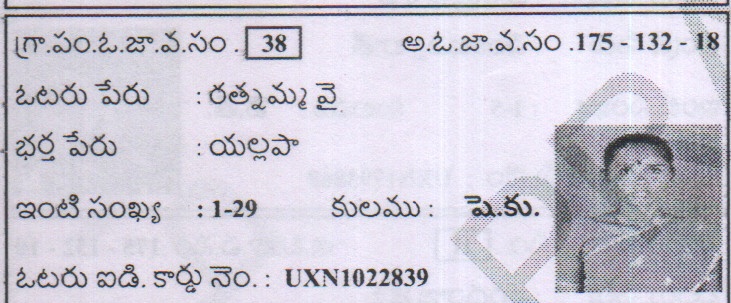 గ్రా.పం.ఓ.జా.వ.సం . 38 అ.ఓ.జా.వ.సం .175 - 132 - 18
ఓటరు పేరు : రత్నమ్మ వై
భర్త పేరు : యల్లపా
ఇంటి సంఖ్య : 1-29 కులము : షె.కు.
ఓటరు ఐడి. కార్డు నెం. : UXN1022839